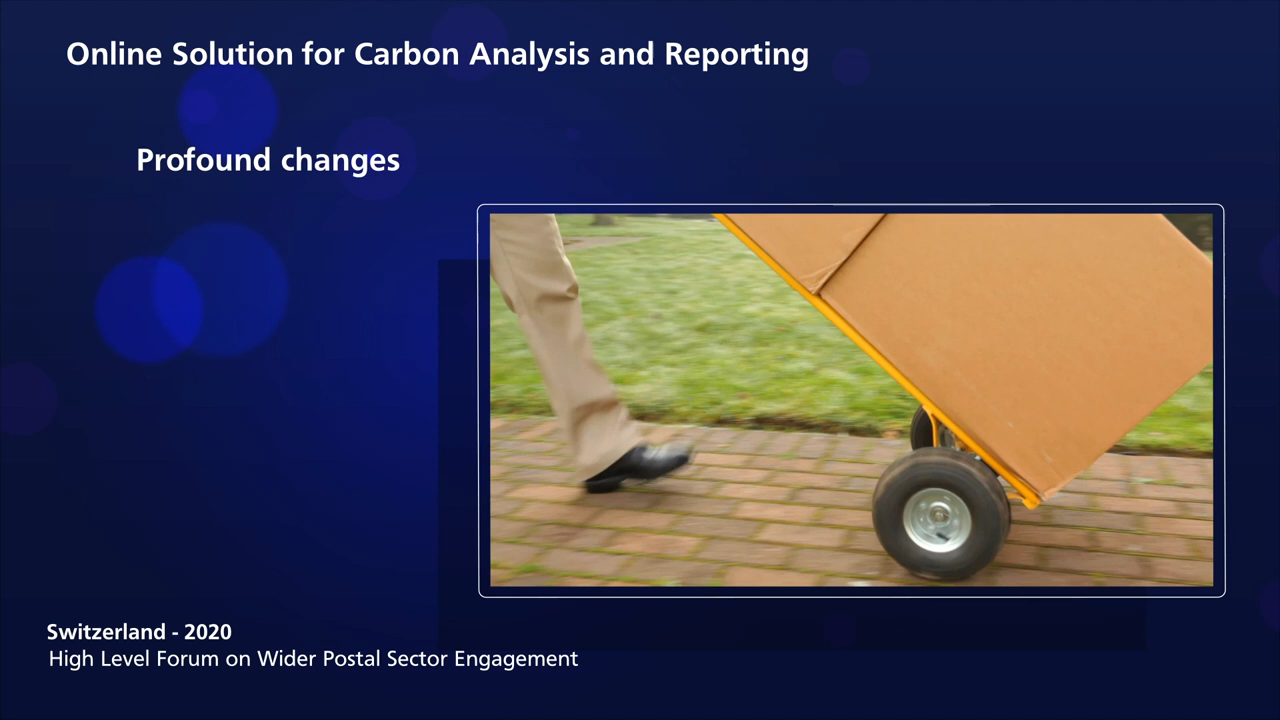 Online Solution for Carbon Analysis and Reporting
Profound changes
Switzerland - 2020
High Level Forum on Wider Postal Sector Engagement